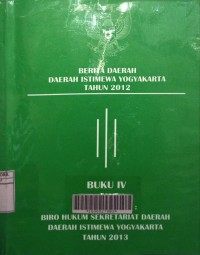 BERITA DAERAH
DAERAH ISTIMEWA YOGYAKARTA
TAHUN 2012
BUKU IV
BIRO HUKUM SEKRETARIAT DAERAH
DAERAH ISTIMEWA YOGYAKARTA
TAHUN 2013